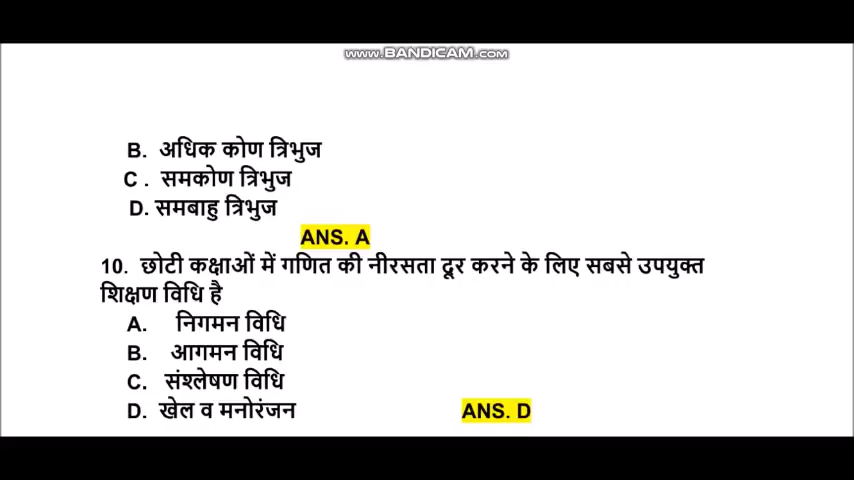 www.BANDICAM.com
B. अधिक कोण त्रिभुज
C . समकोण त्रिभुज
D. समबाहु त्रिभुज
ANS. A
10. छोटी कक्षाओं में गणित की नीरसता दूर करने के लिए सबसे उपयुक्त
शिक्षण विधि है
A. निगमन विधि
B. आगमन विधि
C. संश्लेषण विधि
D. खेल व मनोरंजन ANS. D